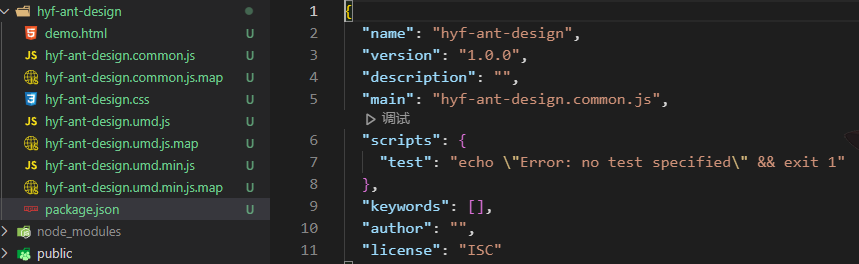 hyf-ant-design
demo.html
JS hyf-ant-design.common.js U
hyf-ant-design.common.js.map U
hyf-ant-design.css U
JS hyf-ant-design.umd.js U
hyf-ant-design.umd.js.map U
JS hyf-ant-design.umd.min.js U
hyf-ant-design.umd.min.js.map U
package.json U
node_modules
public
1 {
2 "name": "hyf-ant-design",
3 "version": "1.0.0",
4 "description": "",
5 "main": "hyf-ant-design.common.js",
调试
6 "scripts": {
7 "test": "echo \"Error: no test specified\" && exit 1"
8 },
9 "keywords": [],
10 "author": "",
11 "license": "ISC"